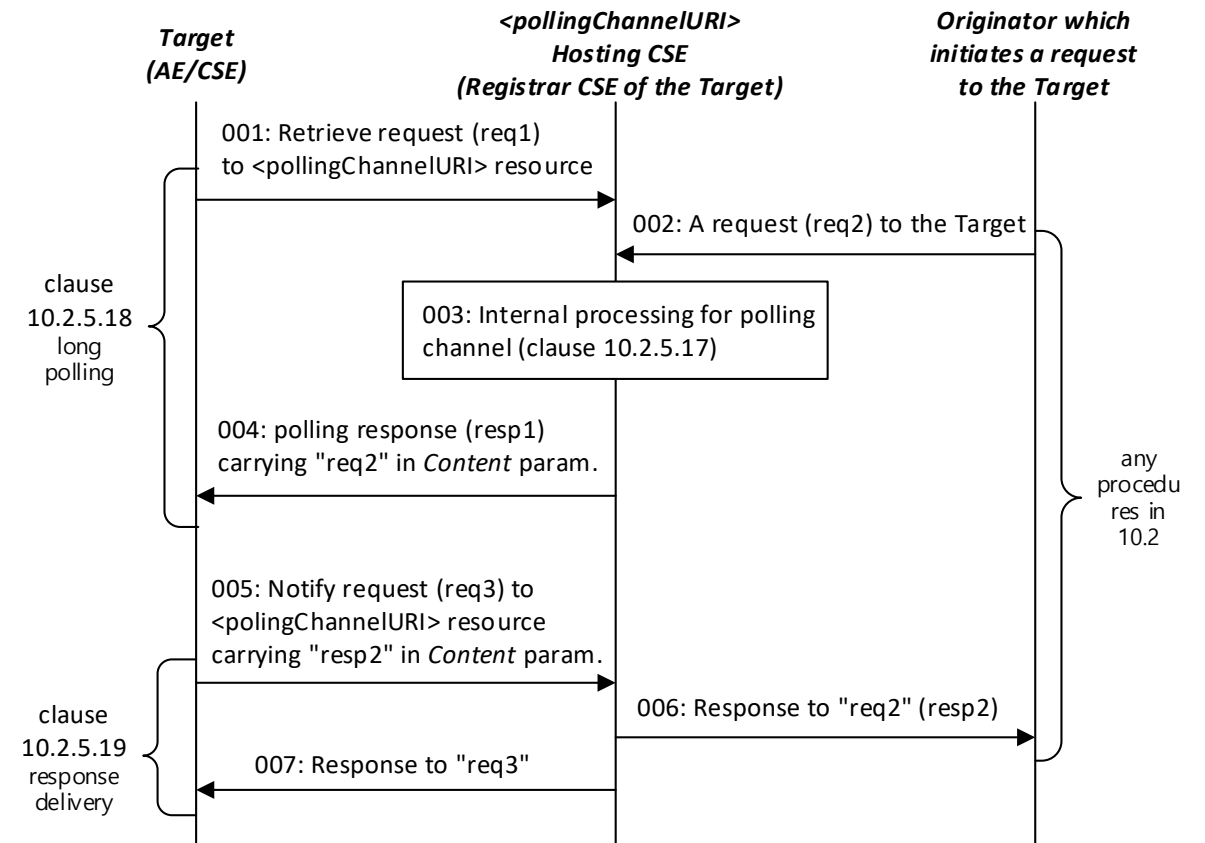 Target
(AE/CSE)
<pollingChannelURI>
Hosting CSE
(Registrar CSE of the Target)
Originator which
initiates a request
to the Target
001: Retrieve request (req1)
to <pollingChannelURI> resource
002: A request (req2) to the Target
clause
10.2.5.18
long
polling
003: Internal processing for polling
channel (clause 10.2.5.17)
004: polling response (resp1)
carrying "req2" in Content param.
any
procedu
res in
10.2
005: Notify request (req3) to
<polingChannelURI> resource
carrying "resp2" in Content param.
006: Response to "req2" (resp2)
clause
10.2.5.19
response
delivery
007: Response to "req3"